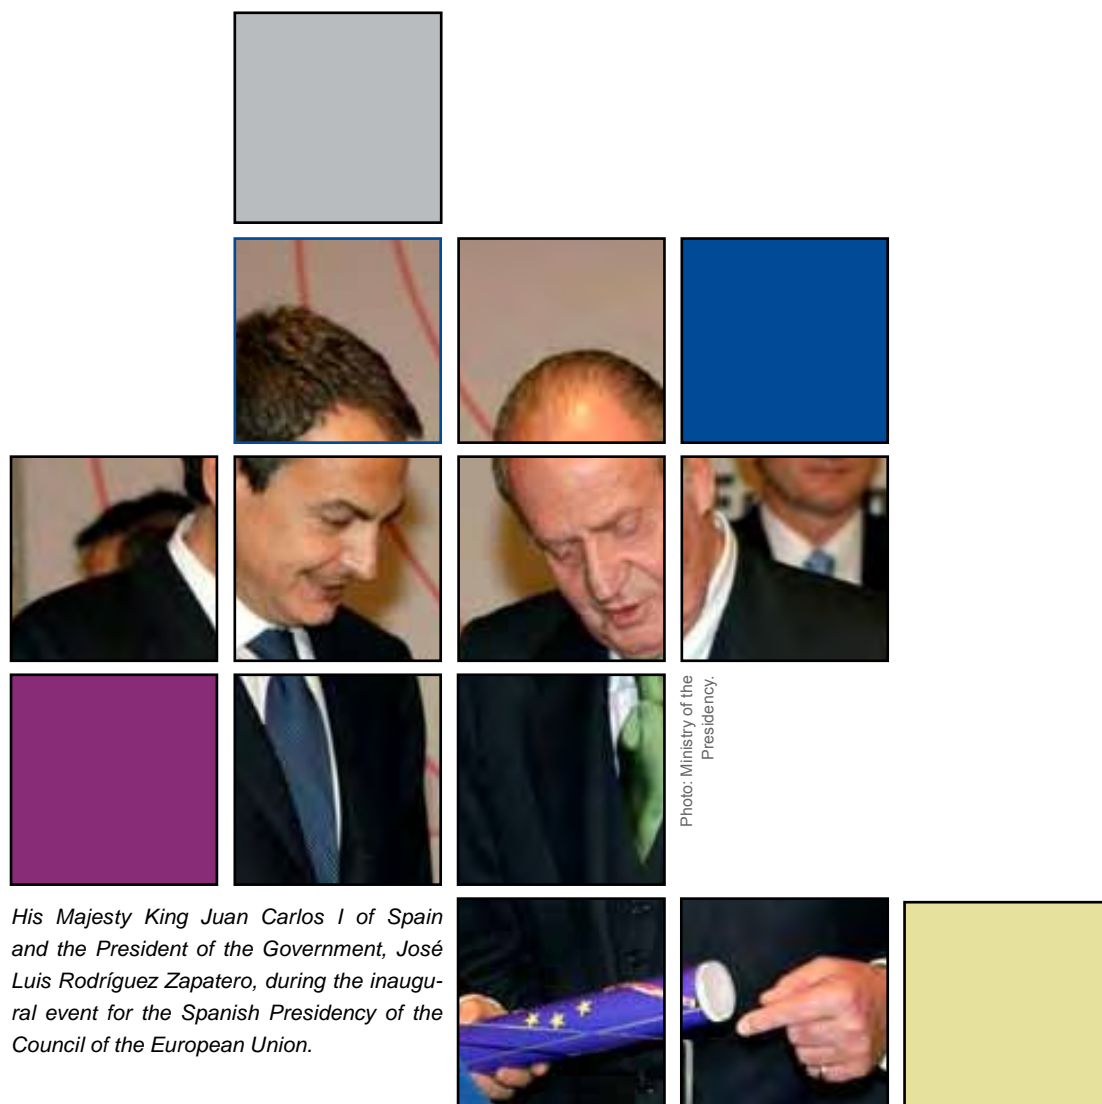 Photo: Ministry of the
Presidency.
His Majesty King Juan Carlos I of Spain
and the President of the Government, José
Luis Rodríguez Zapatero, during the inaugu-
ral event for the Spanish Presidency of the
Council of the European Union.